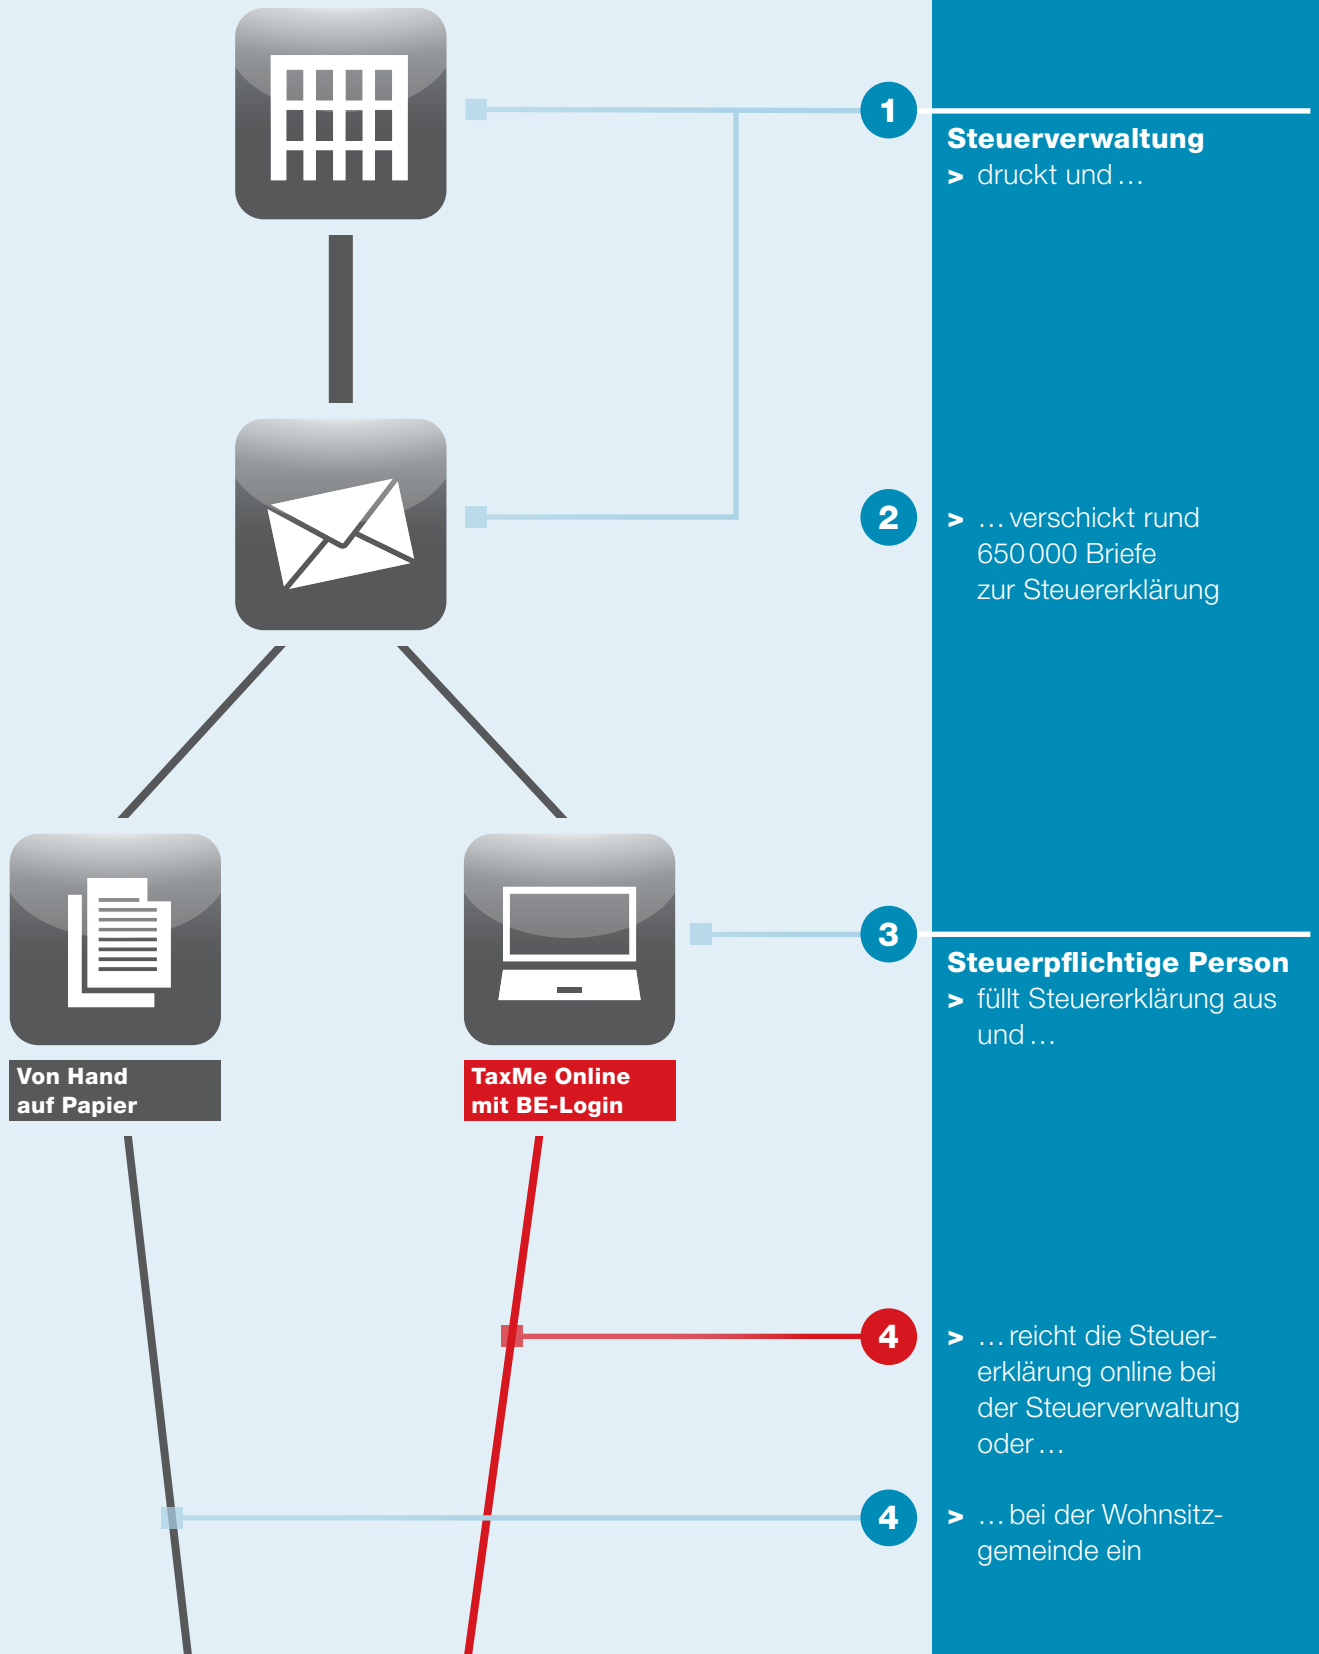 1
Steuerverwaltung
> druckt und …
2
> … verschickt rund
650 000 Briefe
zur Steuererklärung
3
Steuerpflichtige Person
> füllt Steuererklärung aus
und …
Von Hand
auf Papier
TaxMe Online
mit BE-Login
4
> … reicht die Steuer-
erklärung online bei
der Steuerverwaltung
oder …
4
> … bei der Wohnsitz-
gemeinde ein